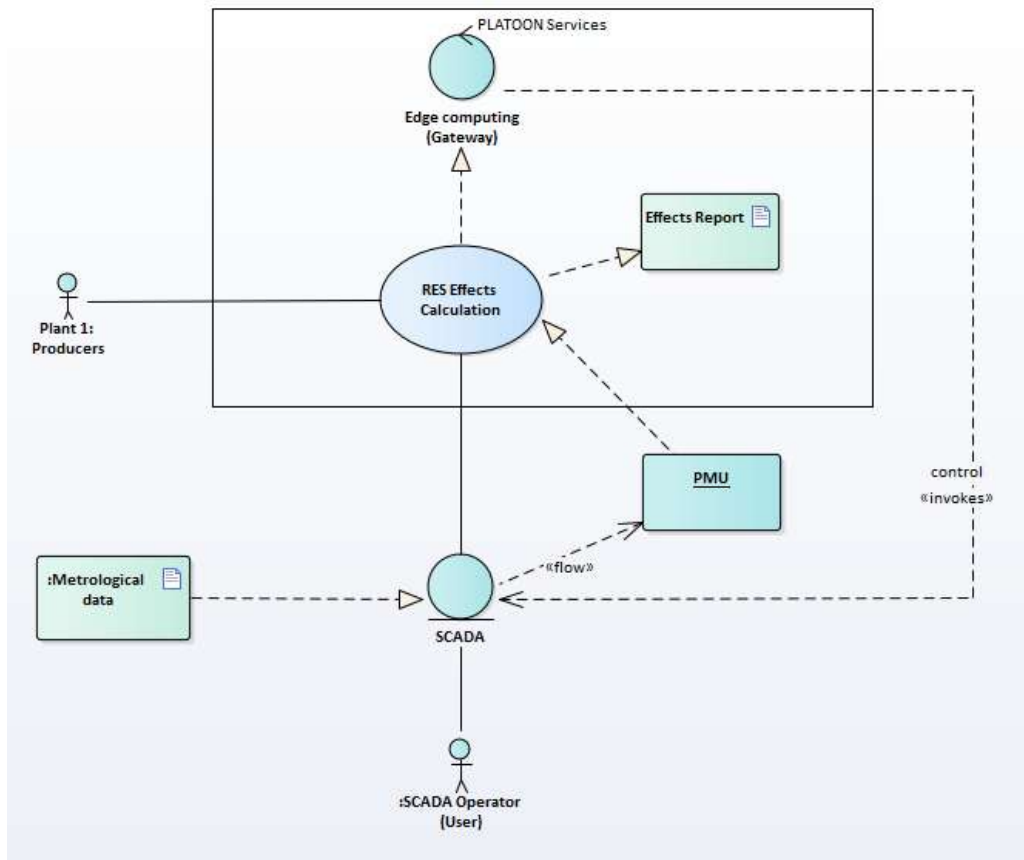 PLATOON Services
Edge computing
(Gateway)
Effects Report
RES Effects
Calculation
Plant 1:
Producers
PMU
control
«invokes»
«flow»
:Metrological
data
SCADA
:SCADA Operator
(User)